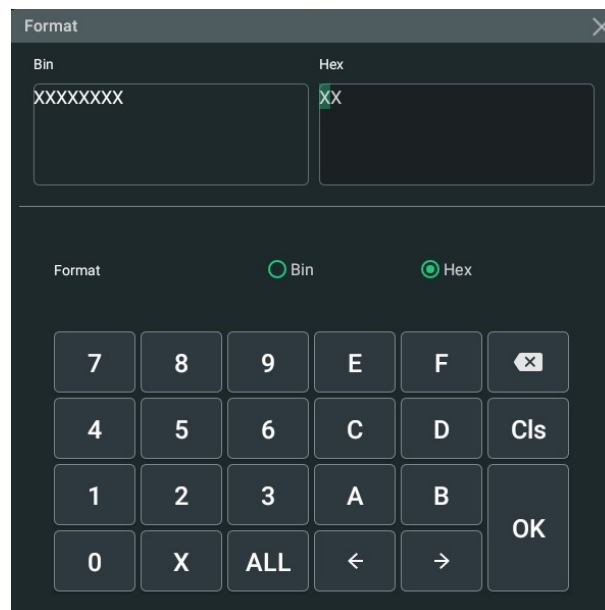 Format
Bin Hex
XXXXXXXX XX
Format Bin Hex
7 8 9 E F
4 5 6 C D Cls
1 2 3 A B
OK
0 X ALL ← →